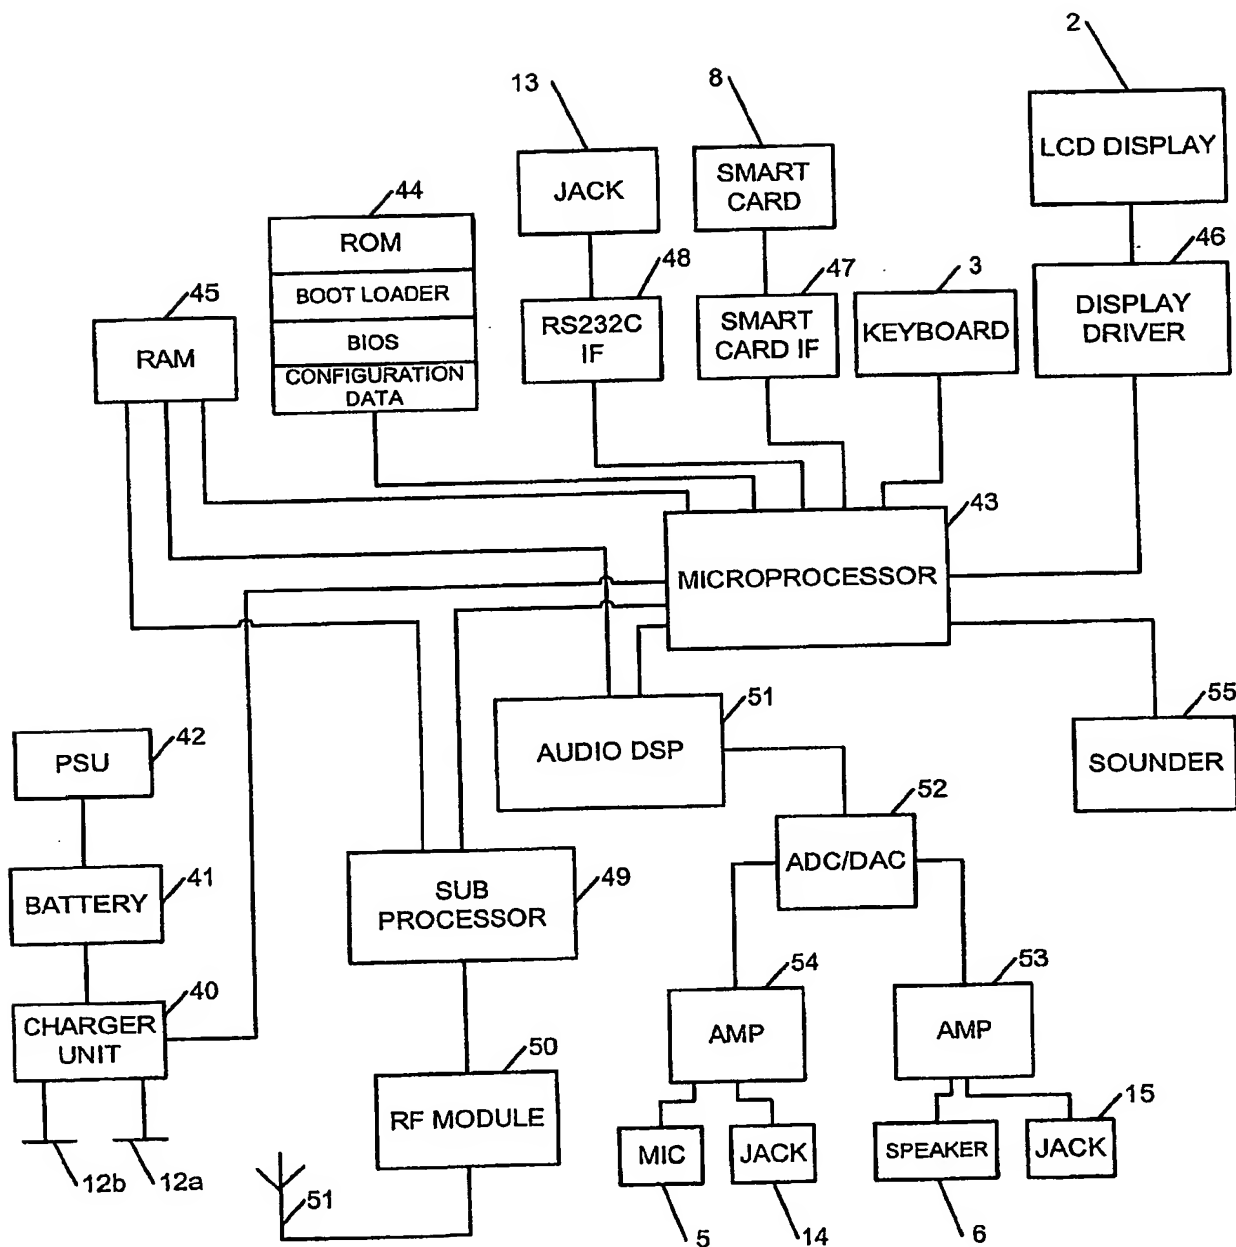 2
13
8
LCD DISPLAY
JACK
SMART
CARD
44
ROM
46
48
47
3
BOOT LOADER
45
RS232C
IF
SMART
CARD IF
KEYBOARD
DISPLAY
DRIVER
BIOS
RAM
CONFIGURATION
DATA
43
MICROPROCESSOR
51
55
42
PSU
AUDIO DSP
SOUNDER
52
ADC/DAC
41
BATTERY
SUB
PROCESSOR
49
54
53
40
CHARGER
UNIT
AMP
AMP
50
RF MODULE
15
MIC
JACK
SPEAKER
JACK
12b
12a
51
5
14
6